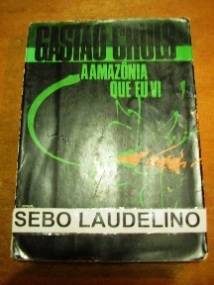 GASTÃO CRULS
A AMAZÔNIA
QUE EU VI
SEBO LAUDELINO